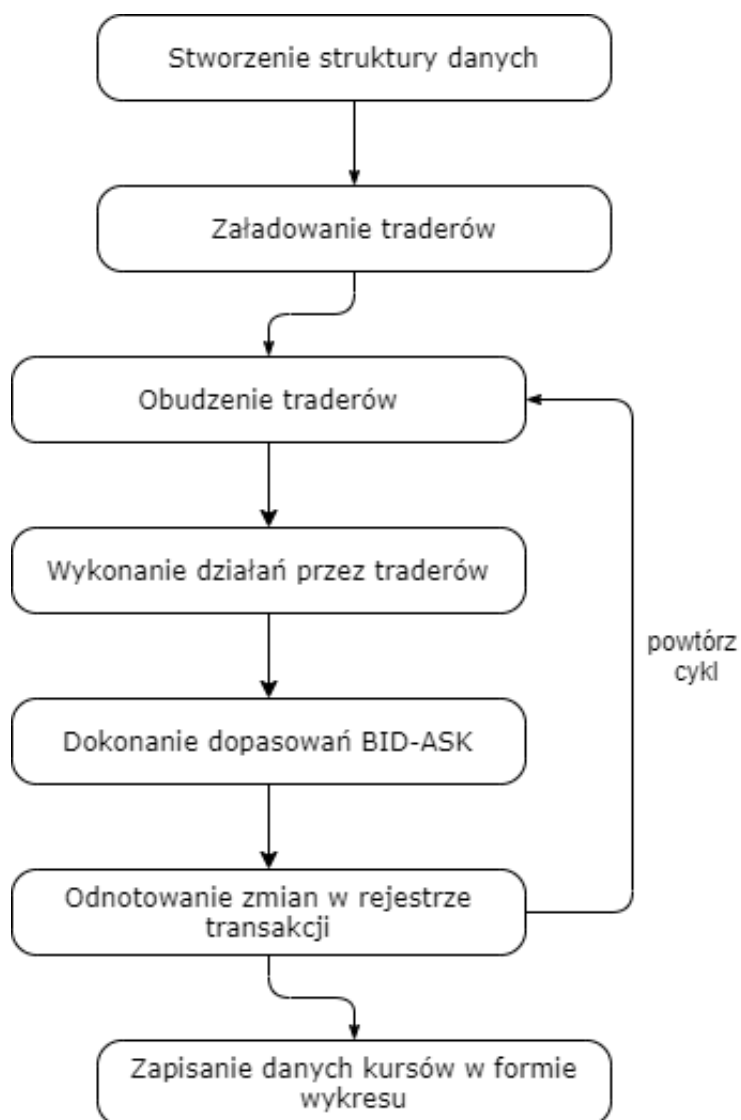 Stworzenie struktury danych
Załadowanie traderów
Obudzenie traderów
Wykonanie działań przez traderów
powtórz
cykl
Dokonanie dopasowań BID-ASK
Odnotowanie zmian w rejestrze
transakcji
Zapisanie danych kursów w formie
wykresu